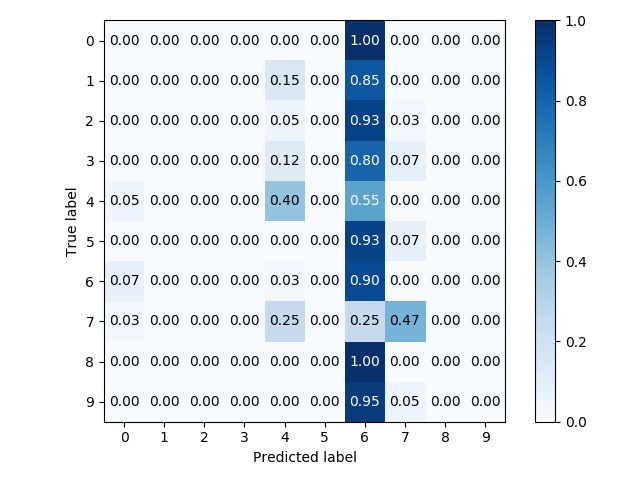 0 0.00 0.00 0.00 0.00 0.00 0.00 1.00 0.00 0.00 0.00
1 0.00 0.00 0.00 0.00 0.15 0.00 0.85 0.00 0.00 0.00
2 0.00 0.00 0.00 0.00 0.05 0.00 0.93 0.03 0.00 0.00
3 0.00 0.00 0.00 0.00 0.12 0.00 0.80 0.07 0.00 0.00
4 0.05 0.00 0.00 0.00 0.40 0.00 0.55 0.00 0.00 0.00
5 0.00 0.00 0.00 0.00 0.00 0.00 0.93 0.07 0.00 0.00
6 0.07 0.00 0.00 0.00 0.03 0.00 0.90 0.00 0.00 0.00
7 0.03 0.00 0.00 0.00 0.25 0.00 0.25 0.47 0.00 0.00
8 0.00 0.00 0.00 0.00 0.00 0.00 1.00 0.00 0.00 0.00
9 0.00 0.00 0.00 0.00 0.00 0.00 0.95 0.05 0.00 0.00
0 1 2 3 4 5 6 7 8 9
Predicted label
True label
1.0
0.8
0.6
0.4
0.2
0.0